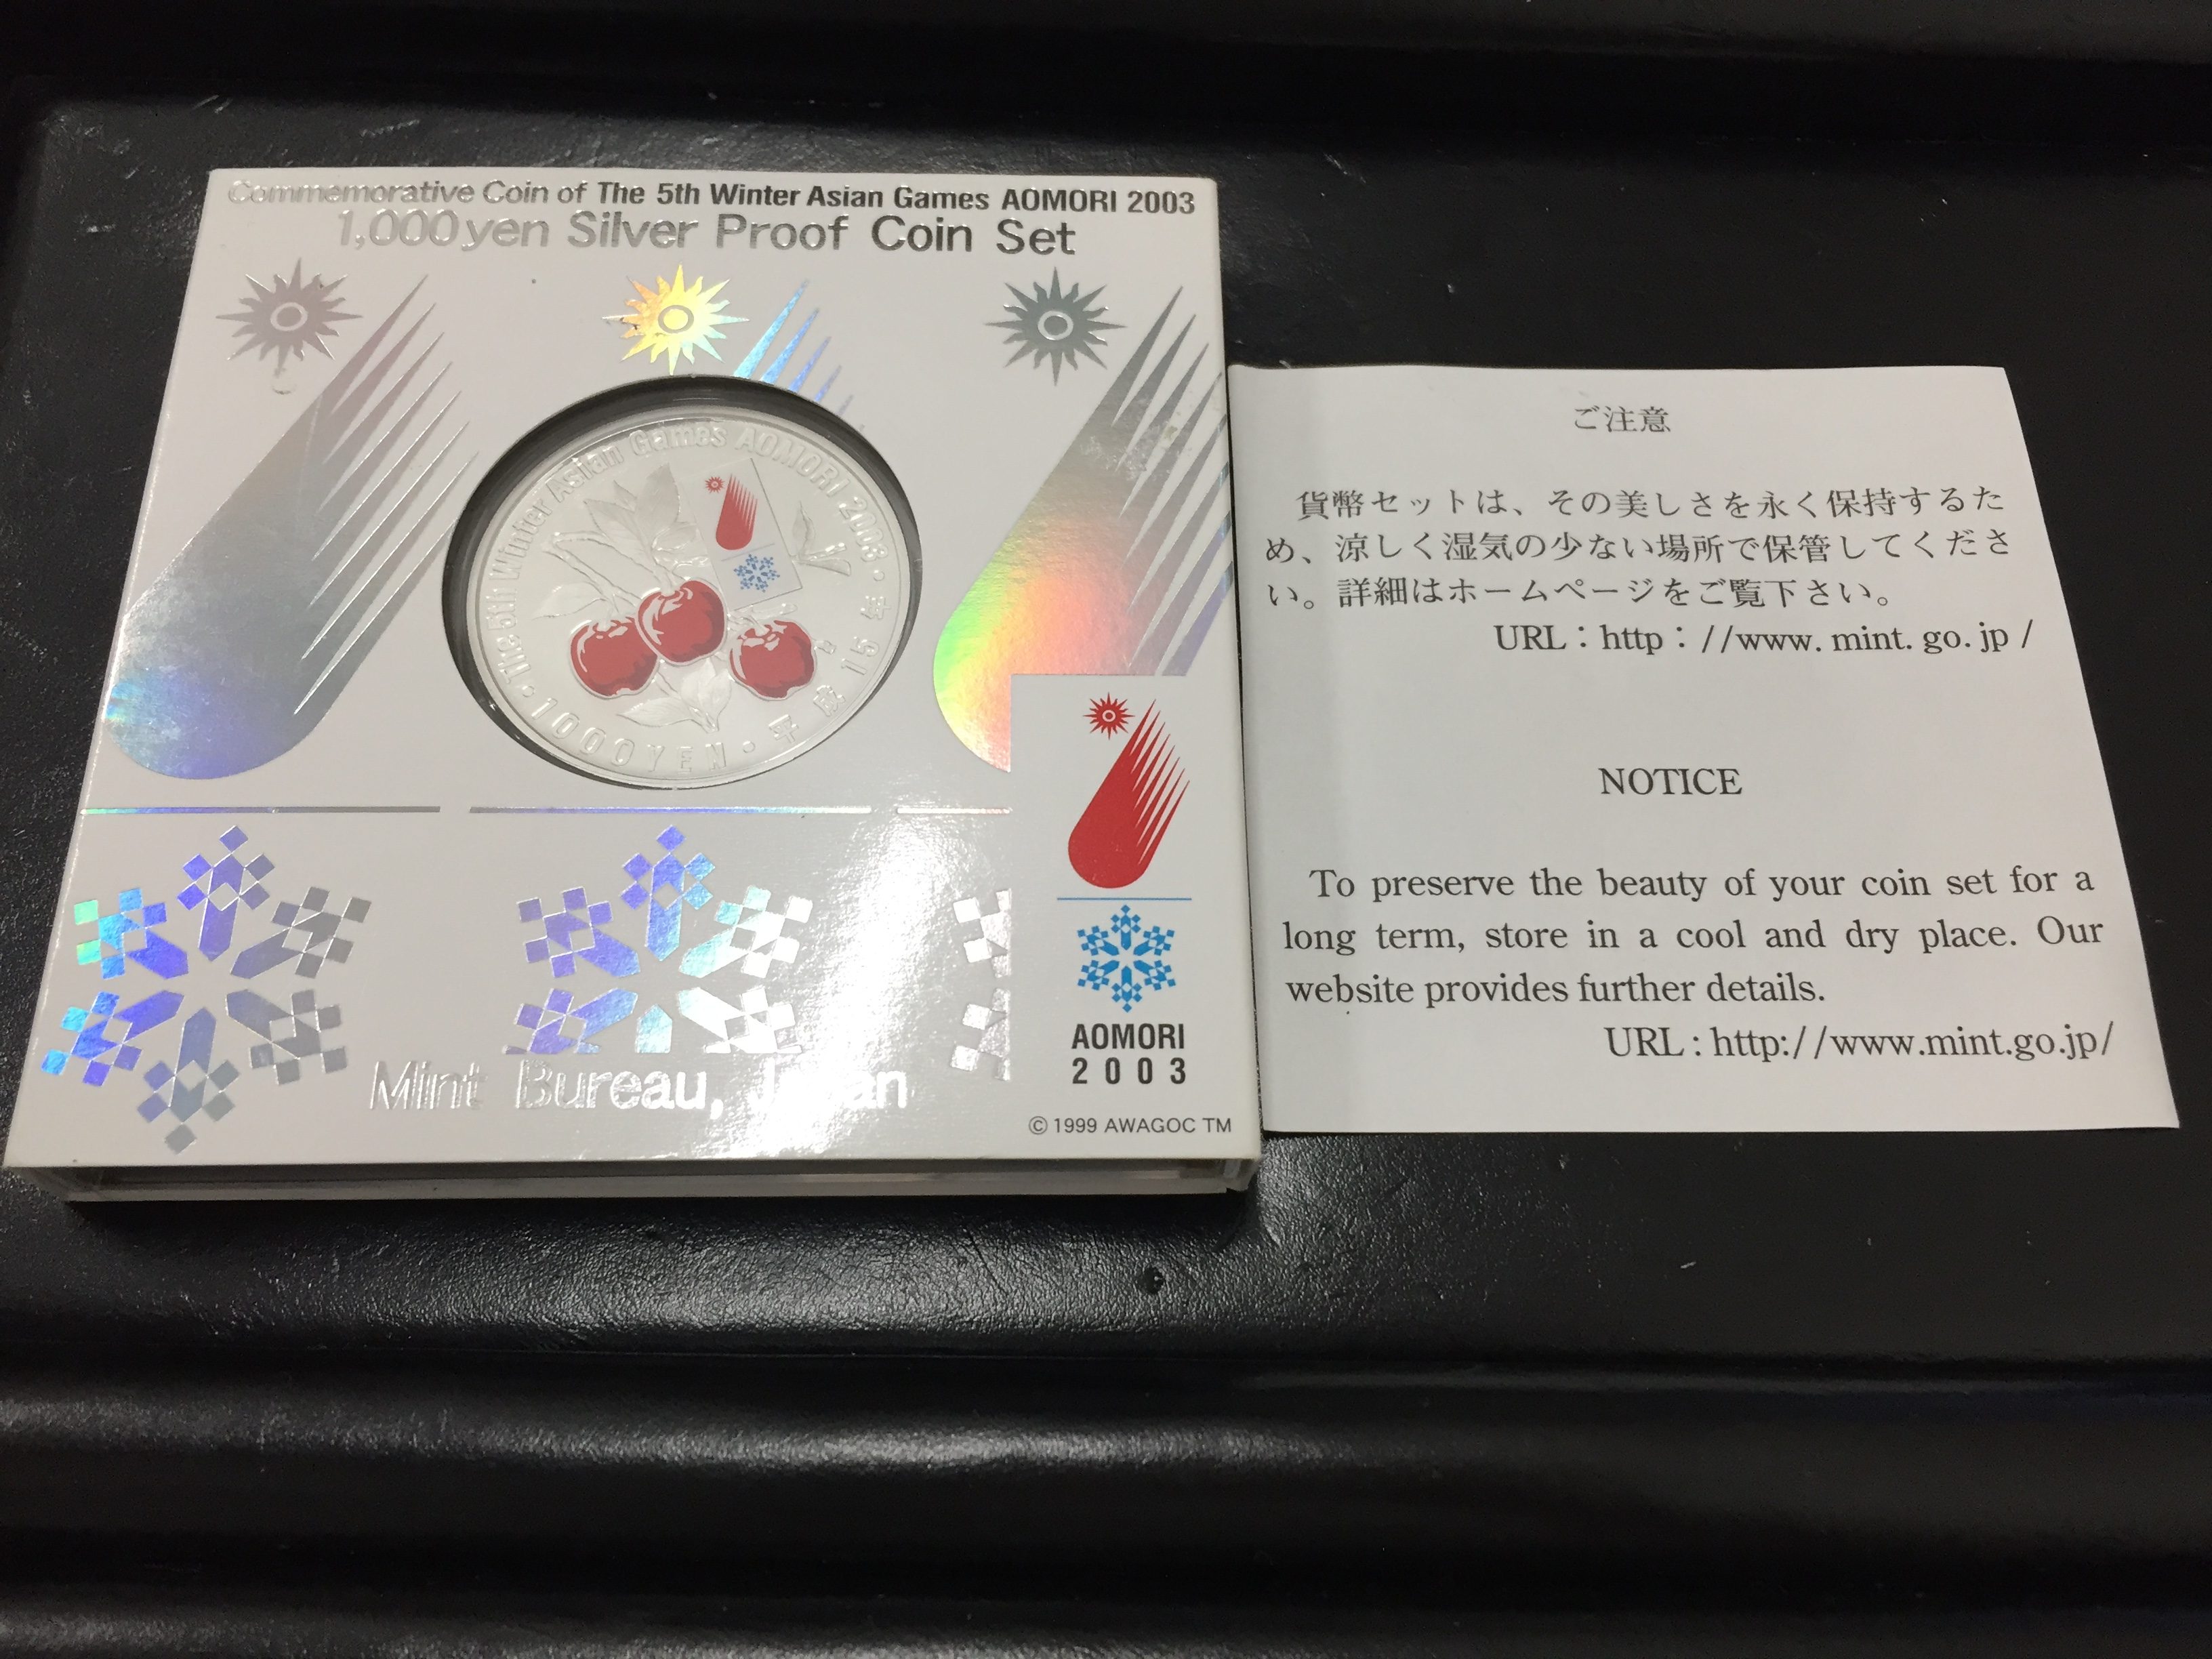 Commemorative Coin of The 5th Winter Asian Games AOMORI 2003
1,000yen Silver Proof Coin Set
・The 5th Winter Asian Games AOMORI 2003・
・1000 YEN・平成15年
AOMORI
2003
Mint Bureau, Japan
© 1999 AWAGOC TM
ご注意
貨幣セットは、その美しさを永く保持するた
め、涼しく湿気の少ない場所で保管してくださ
い。詳細はホームページをご覧下さい。
URL：http：//www. mint. go. jp /
NOTICE
To preserve the beauty of your coin set for a
long term, store in a cool and dry place. Our
website provides further details.
URL : http://www.mint.go.jp/